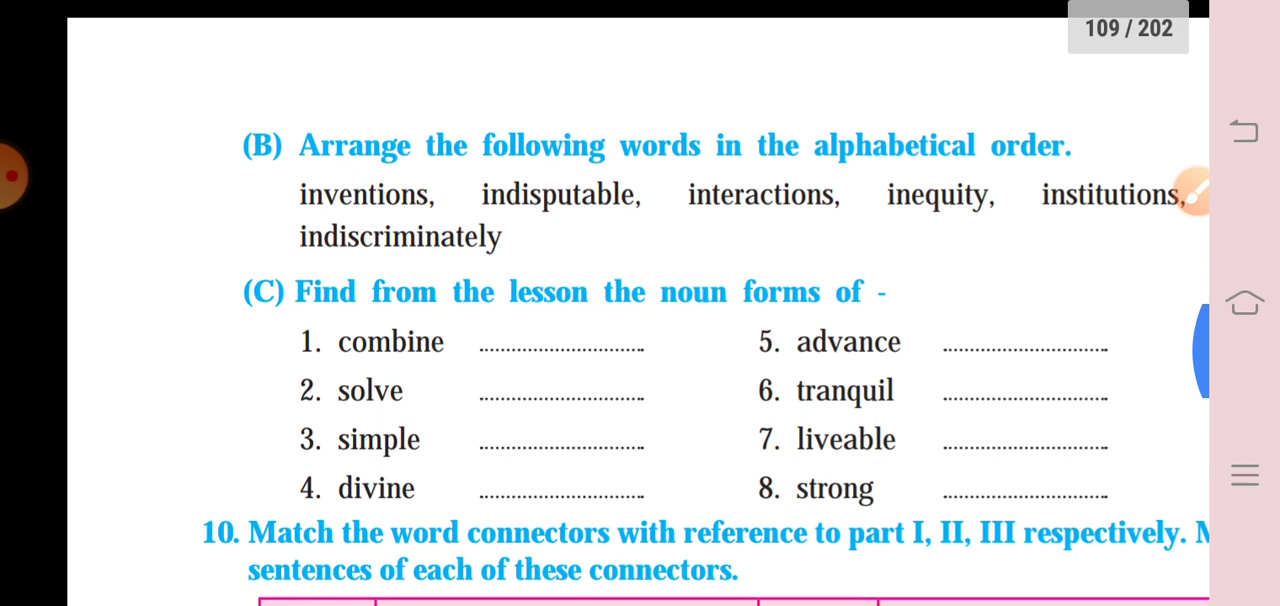 109 / 202
(B) Arrange the following words in the alphabetical order.
inventions, indisputable, interactions, inequity, institutions,
indiscriminately
(C) Find from the lesson the noun forms of -
1. combine ............................... 5. advance ...............................
2. solve ............................... 6. tranquil ...............................
3. simple ............................... 7. liveable ...............................
4. divine ............................... 8. strong ...............................
10. Match the word connectors with reference to part I, II, III respectively.
sentences of each of these connectors.